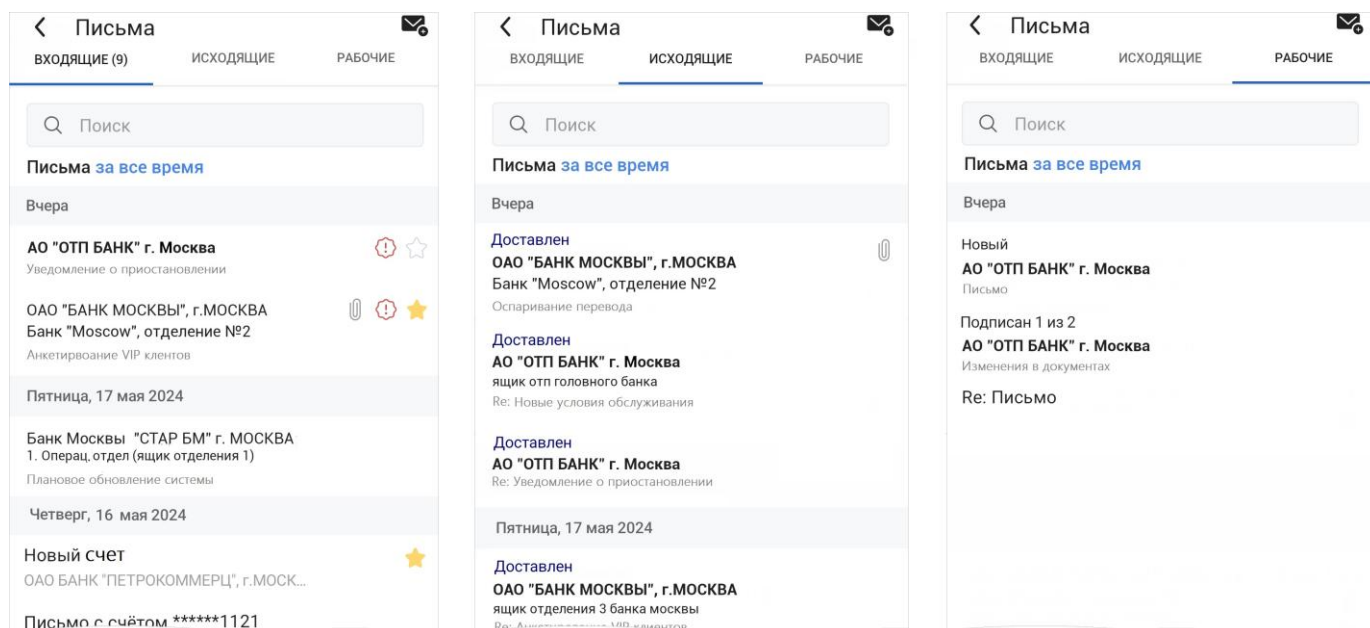 Письма
ВХОДЯЩИЕ (9) ИСХОДЯЩИЕ РАБОЧИЕ
Поиск
Письма за все время
Вчера
АО "ОТП БАНК" г. Москва
Уведомление о приостановлении
ОАО "БАНК МОСКВЫ", г.МОСКВА
Банк "Moscow", отделение №2
Анкетирвоание VIP клентов
Пятница, 17 мая 2024
Банк Москвы "СТАР БМ" г. МОСКВА
1. Операц. отдел (ящик отделения 1)
Плановое обновление системы
Четверг, 16 мая 2024
Новый счет
ОАО БАНК "ПЕТРОКОММЕРЦ", г.МОСК...
Письмо с счётом ******1121
Письма
ВХОДЯЩИЕ ИСХОДЯЩИЕ РАБОЧИЕ
Поиск
Письма за все время
Вчера
Доставлен
ОАО "БАНК МОСКВЫ", г.МОСКВА
Банк "Moscow", отделение №2
Оспаривание перевода
Доставлен
АО "ОТП БАНК" г. Москва
ящик отп головного банка
Re: Новые условия обслуживания
Доставлен
АО "ОТП БАНК" г. Москва
Re: Уведомление о приостановлении
Пятница, 17 мая 2024
Доставлен
ОАО "БАНК МОСКВЫ", г.МОСКВА
ящик отделения 3 банка москвы
Re: VIP клиентов
Письма
ВХОДЯЩИЕ ИСХОДЯЩИЕ РАБОЧИЕ
Поиск
Письма за все время
Вчера
Новый
АО "ОТП БАНК" г. Москва
Письмо
Подписан 1 из 2
АО "ОТП БАНК" г. Москва
Изменения в документах
Re: Письмо